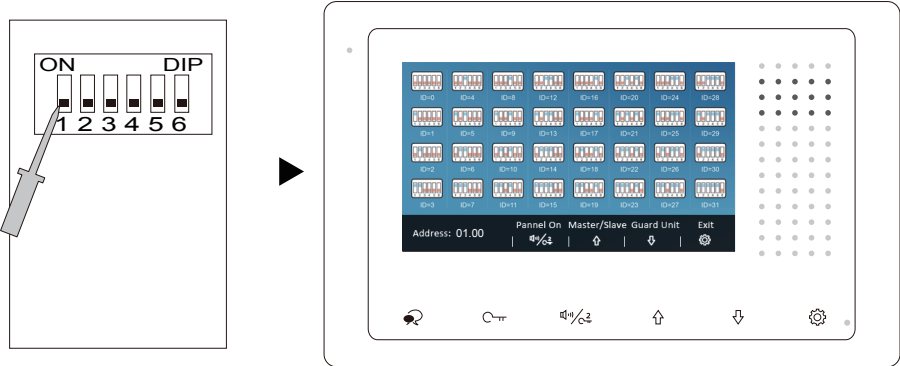 ON DIP
1 2 3 4 5 6
ID=0 ID=4 ID=8 ID=12 ID=16 ID=20 ID=24 ID=28
ID=1 ID=5 ID=9 ID=13 ID=17 ID=21 ID=25 ID=29
ID=2 ID=6 ID=10 ID=14 ID=18 ID=22 ID=26 ID=30
ID=3 ID=7 ID=11 ID=15 ID=19 ID=23 ID=27 ID=31
Pannel On Master/Slave Guard Unit Exit
Address: 01.00
2
2